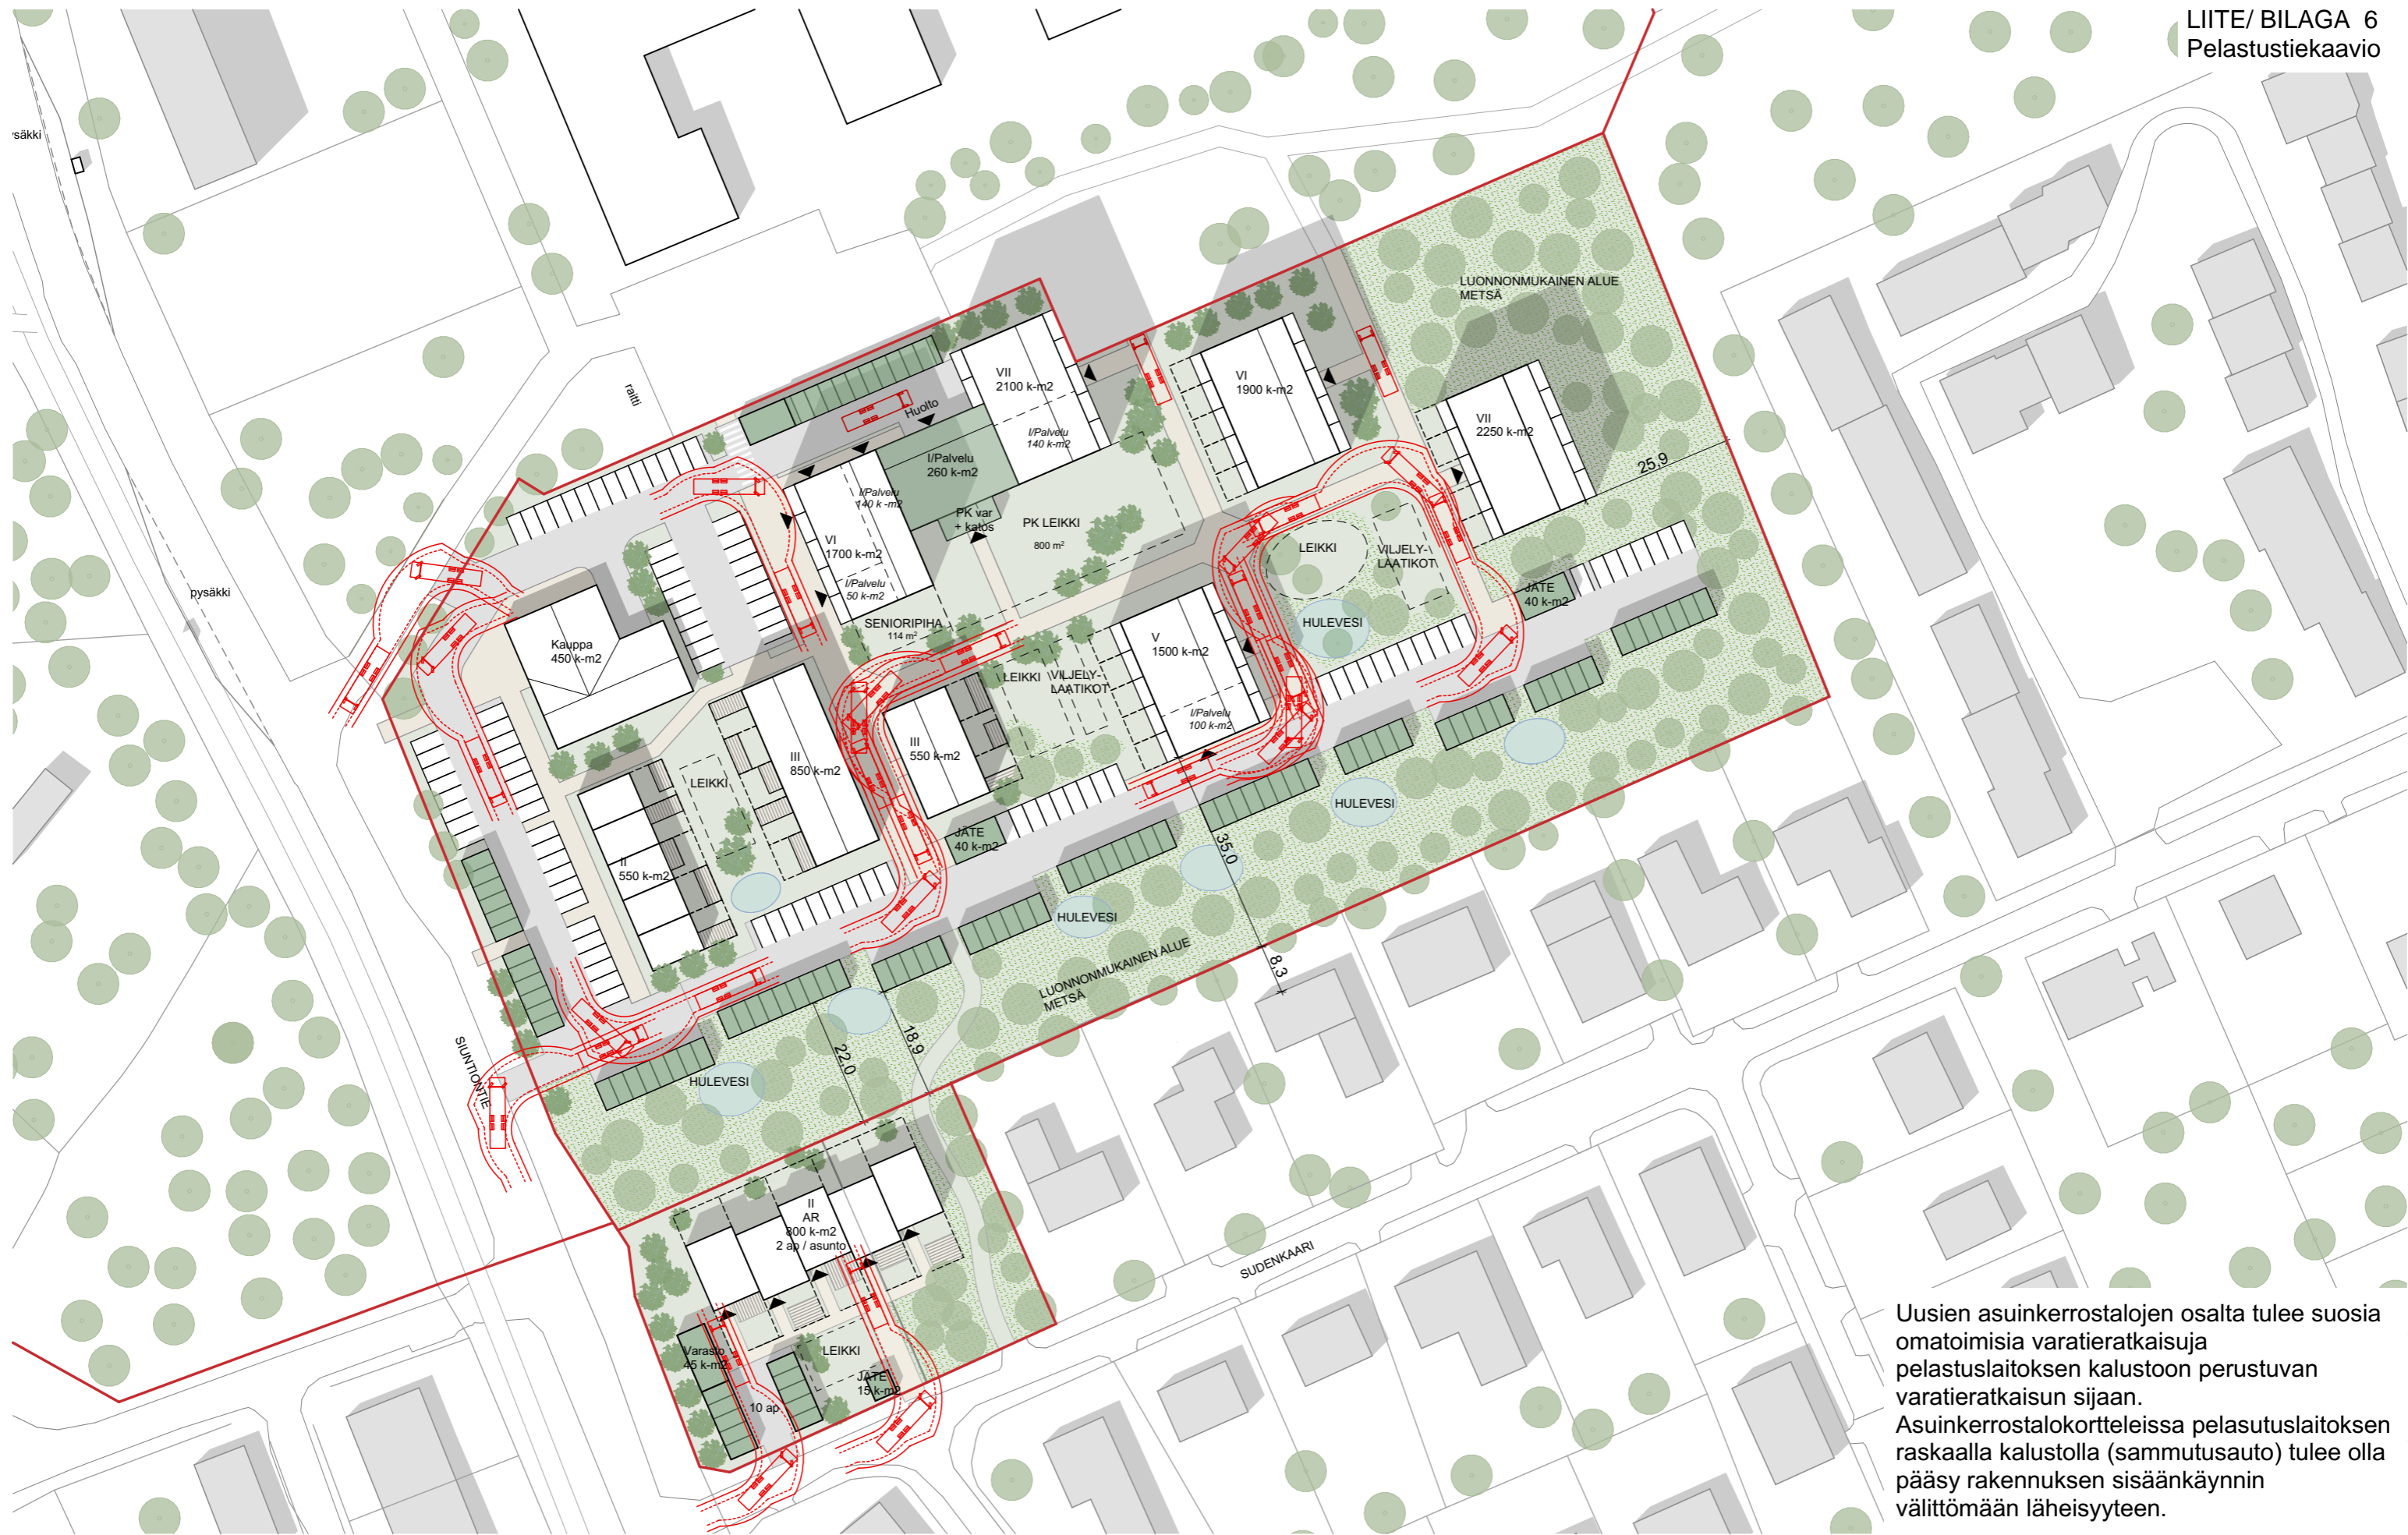 LIITE/ BILAGA 6
Pelastustiekaavio
raitti
pysäkki
LUONNONMUKAINEN ALUE
METSÄ
VII
2100 k-m2
VI
1900 k-m2
VII
2250 k-m2
25,9
Huolto
I/Palvelu
140 k-m2
I/Palvelu
260 k-m2
I/Palvelu
140 k -m2
PK var
+ katos
PK LEIKKI
800 m²
VI
1700 k-m2
I/Palvelu
50 k-m2
SENIORIPIHA
114 m²
LEIKKI
VILJELY-
LAATIKOT
HULEVESI
JÄTE
40 k-m2
Kauppa
450 k-m2
V
1500 k-m2
I/Palvelu
100 k-m2
LEIKKI
VILJELY-
LAATIKOT
III
550 k-m2
III
850 k-m2
LEIKKI
II
550 k-m2
JÄTE
40 k-m2
HULEVESI
35,0
HULEVESI
8,3
LUONNONMUKAINEN ALUE
METSÄ
18,9
22,0
HULEVESI
SIUNTIONTIE
II
AR
800 k-m2
2 ap / asunto
SUDENKAARI
Varasto
45 k-m2
LEIKKI
JÄTE
15 k-m2
10 ap
Uusien asuinkerrostalojen osalta tulee suosia
omatoimisia varatieratkaisuja
pelastuslaitoksen kalustoon perustuvan
varatieratkaisun sijaan.
Asuinkerrostalokortteleissa pelasutuslaitoksen
raskaalla kalustolla (sammutusauto) tulee olla
pääsy rakennuksen sisäänkäynnin
välittömään läheisyyteen.